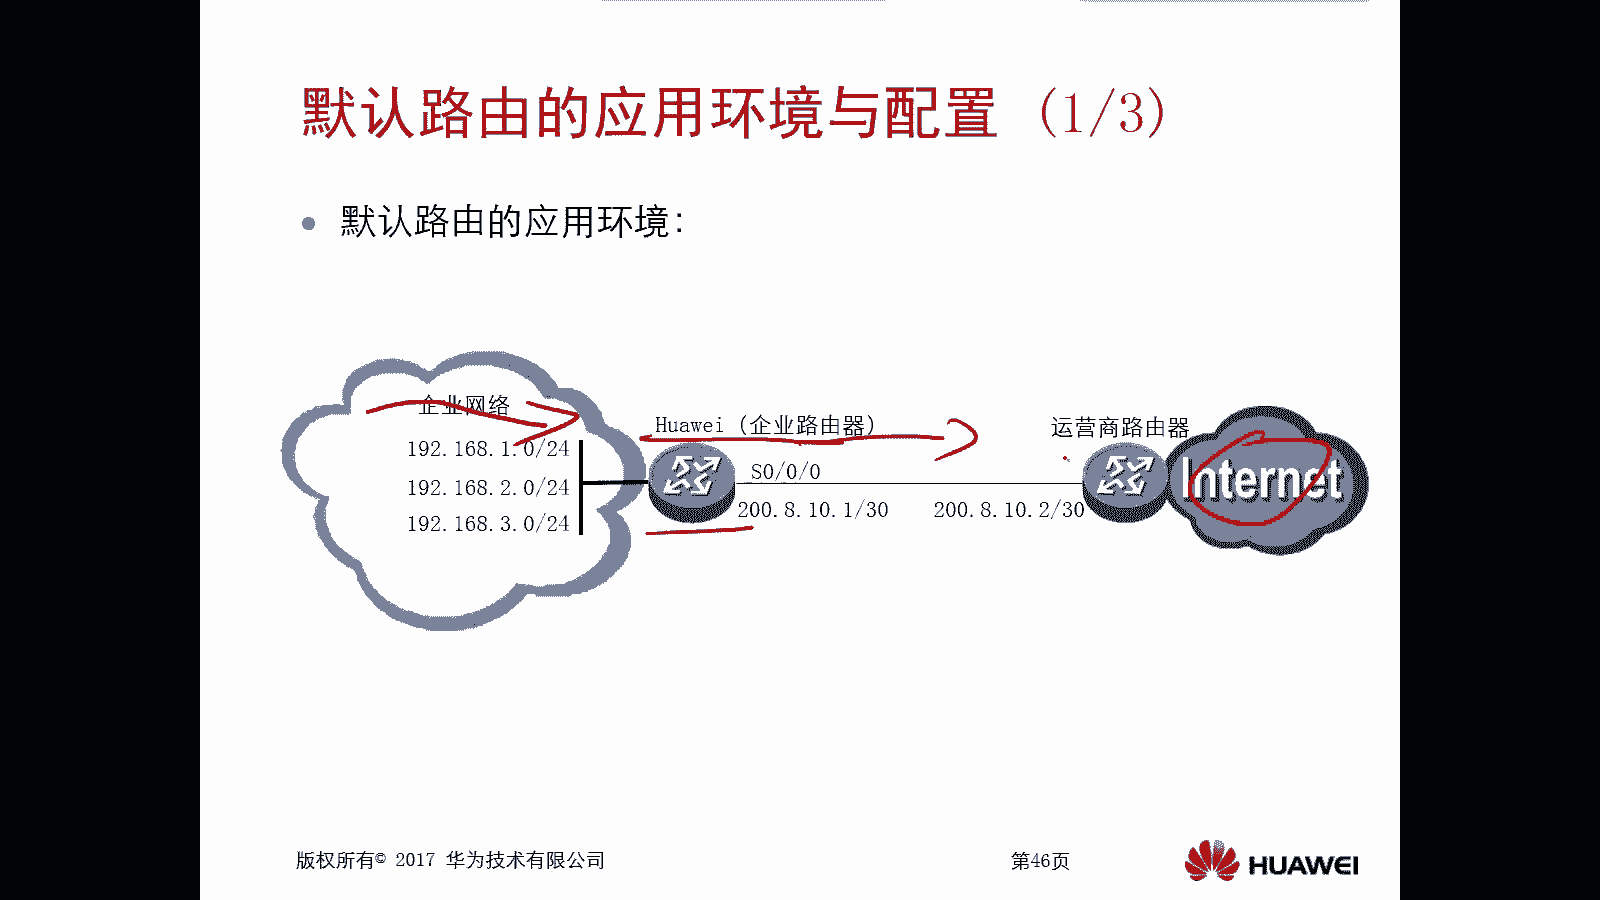 默认路由的应用环境与配置（1/3）
默认路由的应用环境：
企业网络
192.168.1.0/24
192.168.2.0/24
192.168.3.0/24
Huawei（企业路由器）
S0/0/0
200.8.10.1/30
200.8.10.2/30
运营商路由器
Internet
版权所有© 2017 华为技术有限公司
第46页
HUAWEI